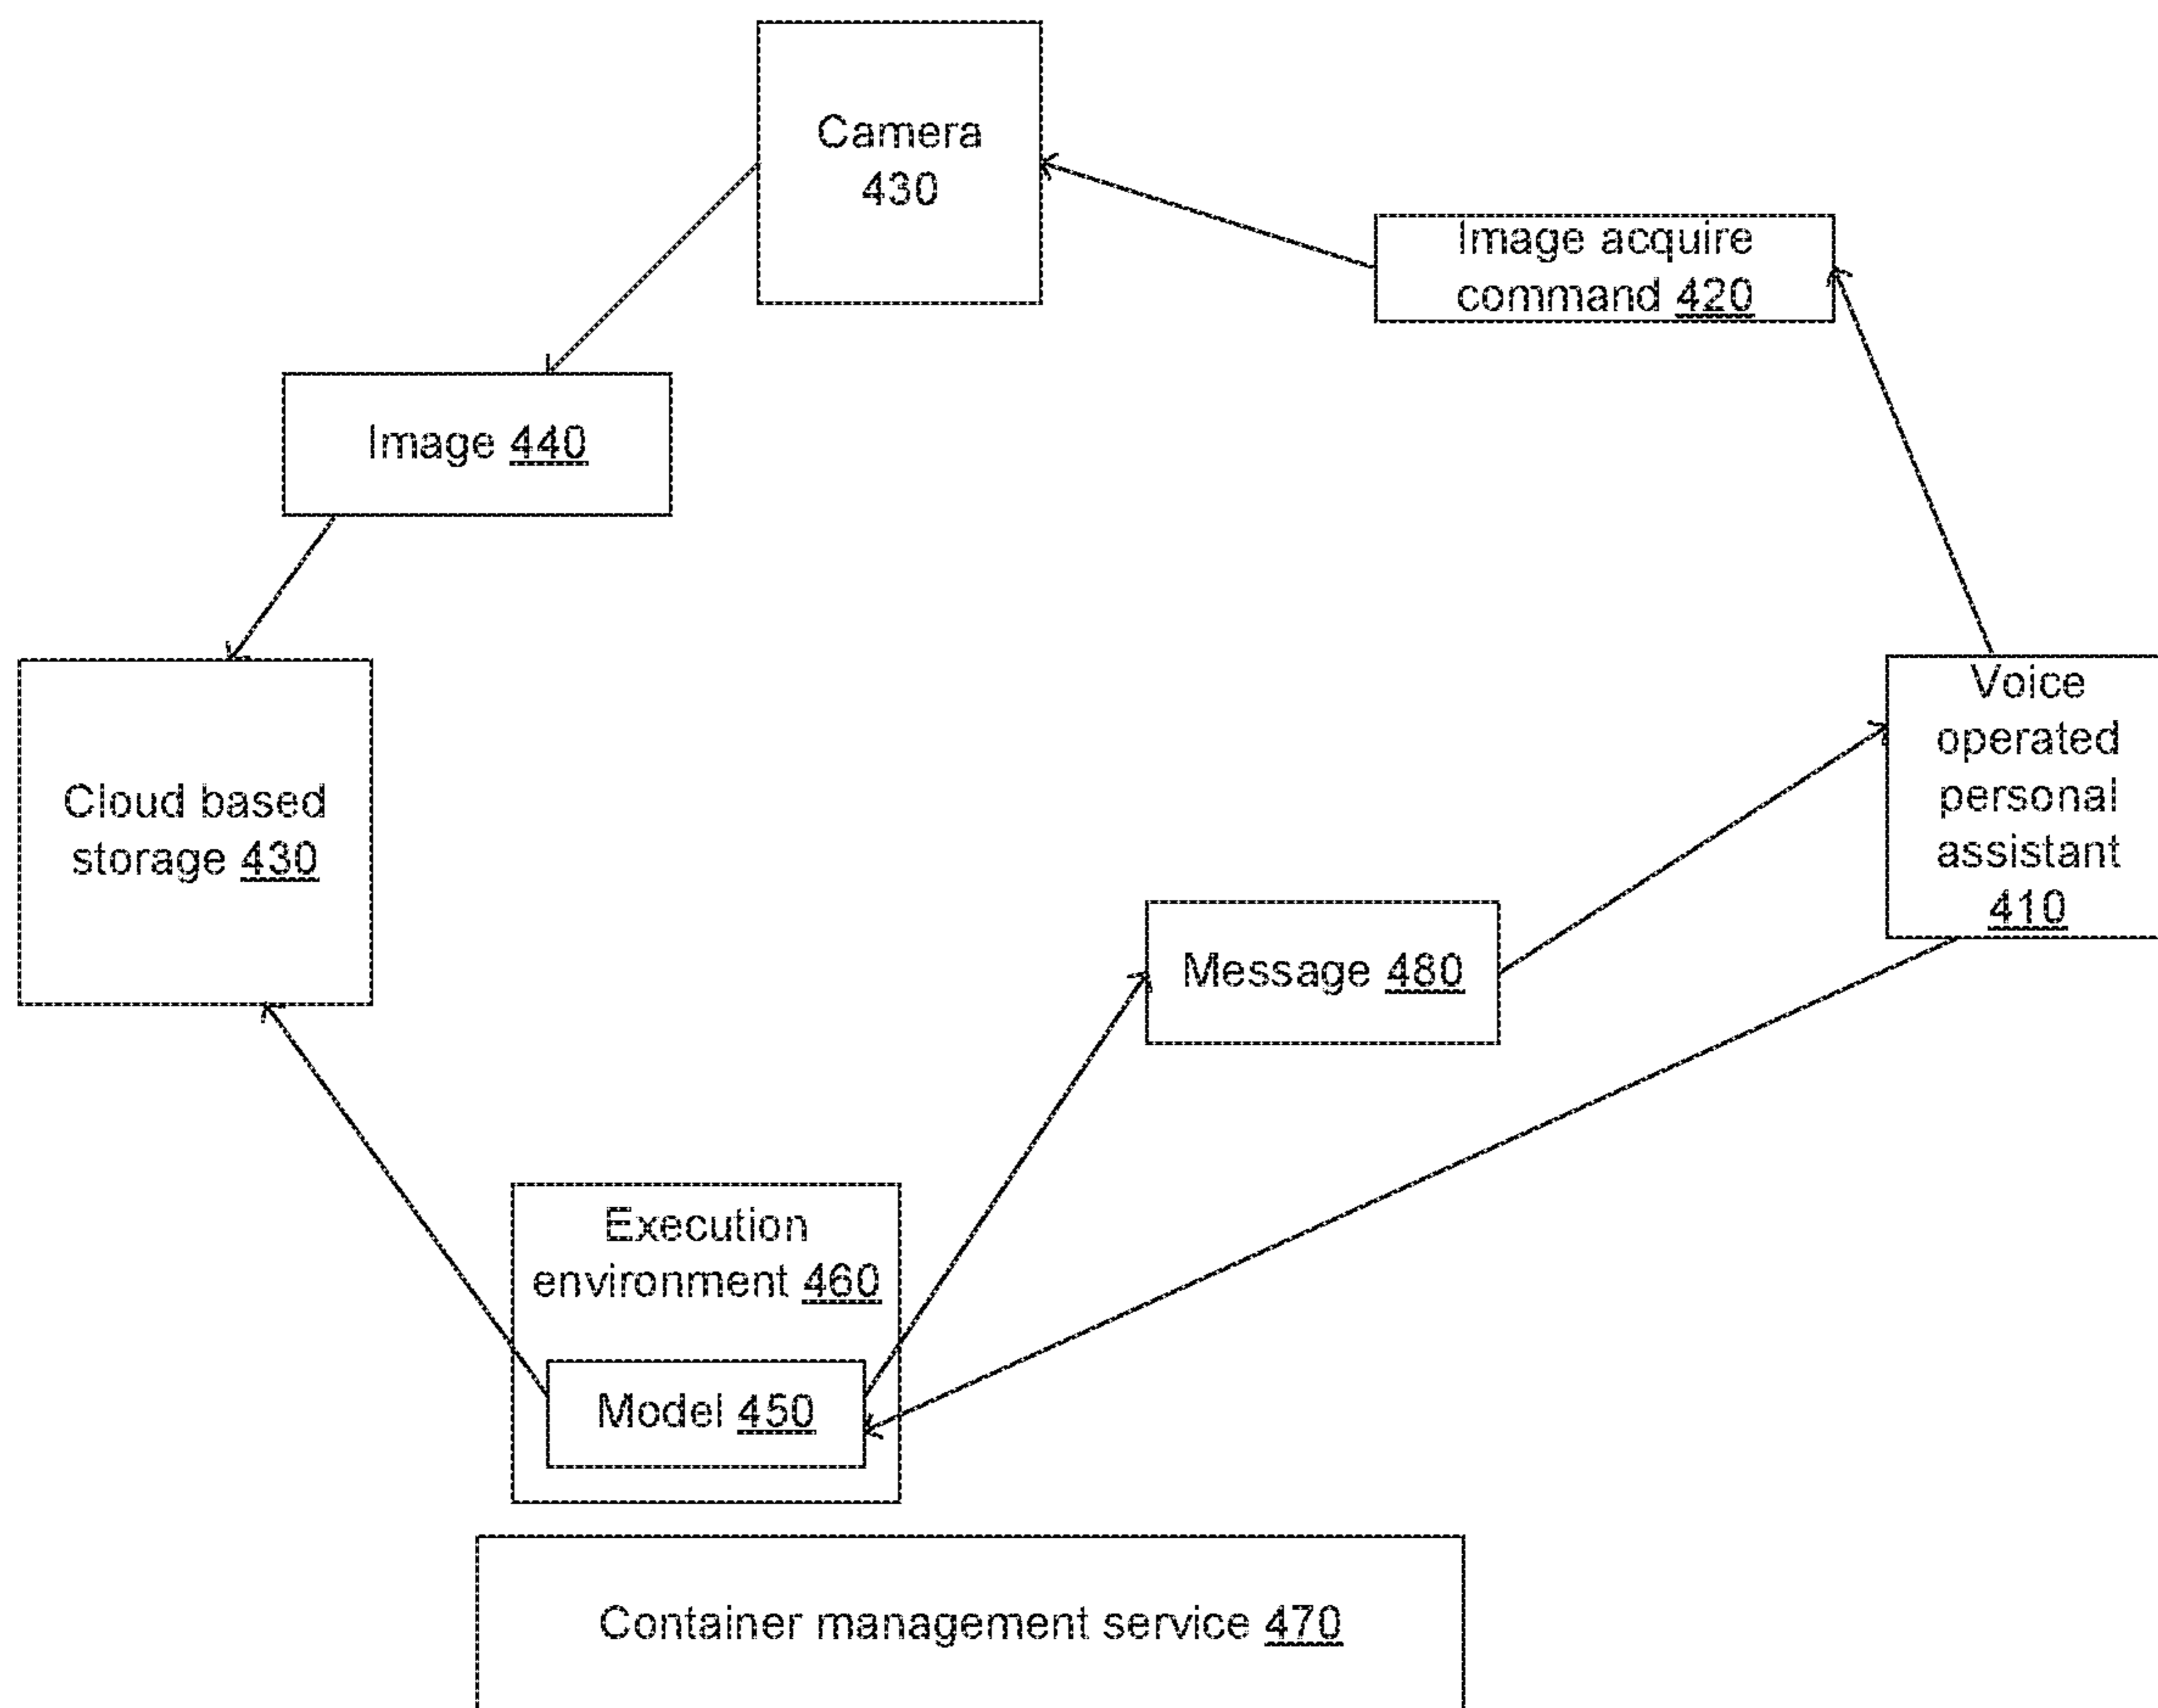 Camera
430
Image acquire
command 420
Image 440
Voice
operated
personal
assistant
410
Cloud based
storage 430
Message 480
Execution
environment 460
Model 450
Container management service 470